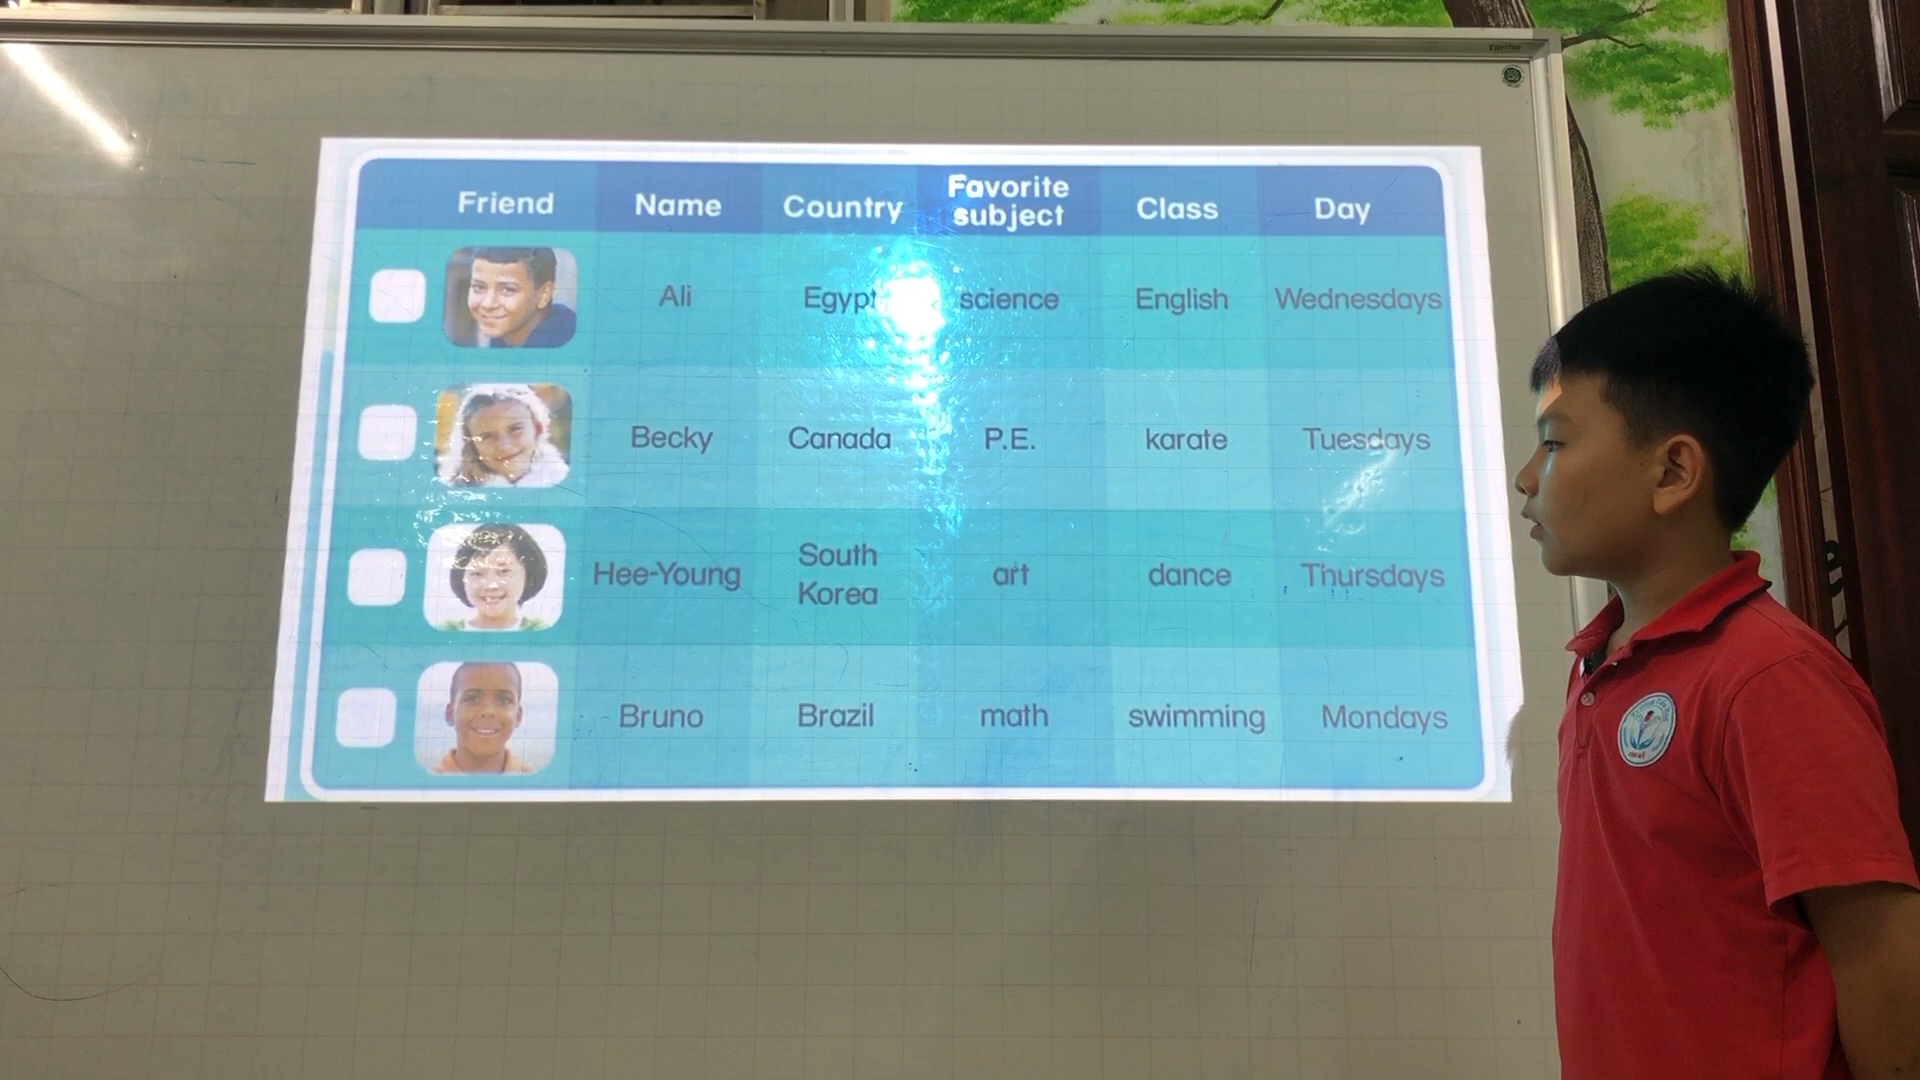 Friend Name Country Favorite subject Class Day
Ali Egypt science English Wednesdays
Becky Canada P.E. karate Tuesdays
Hee-Young South Korea art dance Thursdays
Bruno Brazil math swimming Mondays